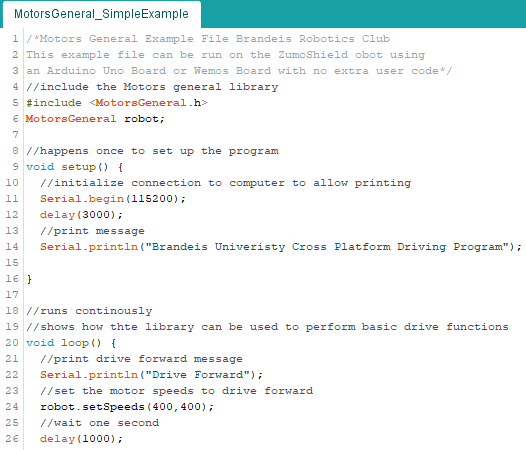 MotorsGeneral_SimpleExample
1 /*Motors General Example File Brandeis Robotics Club
2 This example file can be run on the ZumoShield obot using
3 an Arduino Uno Board or Wemos Board with no extra user code*/
4 //include the Motors general library
5 #include <MotorsGeneral.h>
6 MotorsGeneral robot;
7
8 //happens once to set up the program
9 void setup() {
10   //initialize connection to computer to allow printing
11   Serial.begin(115200);
12   delay(3000);
13   //print message
14   Serial.println("Brandeis Univeristy Cross Platform Driving Program");
15
16 }
17
18 //runs continously
19 //shows how thte library can be used to perform basic drive functions
20 void loop() {
21   //print drive forward message
22   Serial.println("Drive Forward");
23   //set the motor speeds to drive forward
24   robot.setSpeeds(400,400);
25   //wait one second
26   delay(1000);